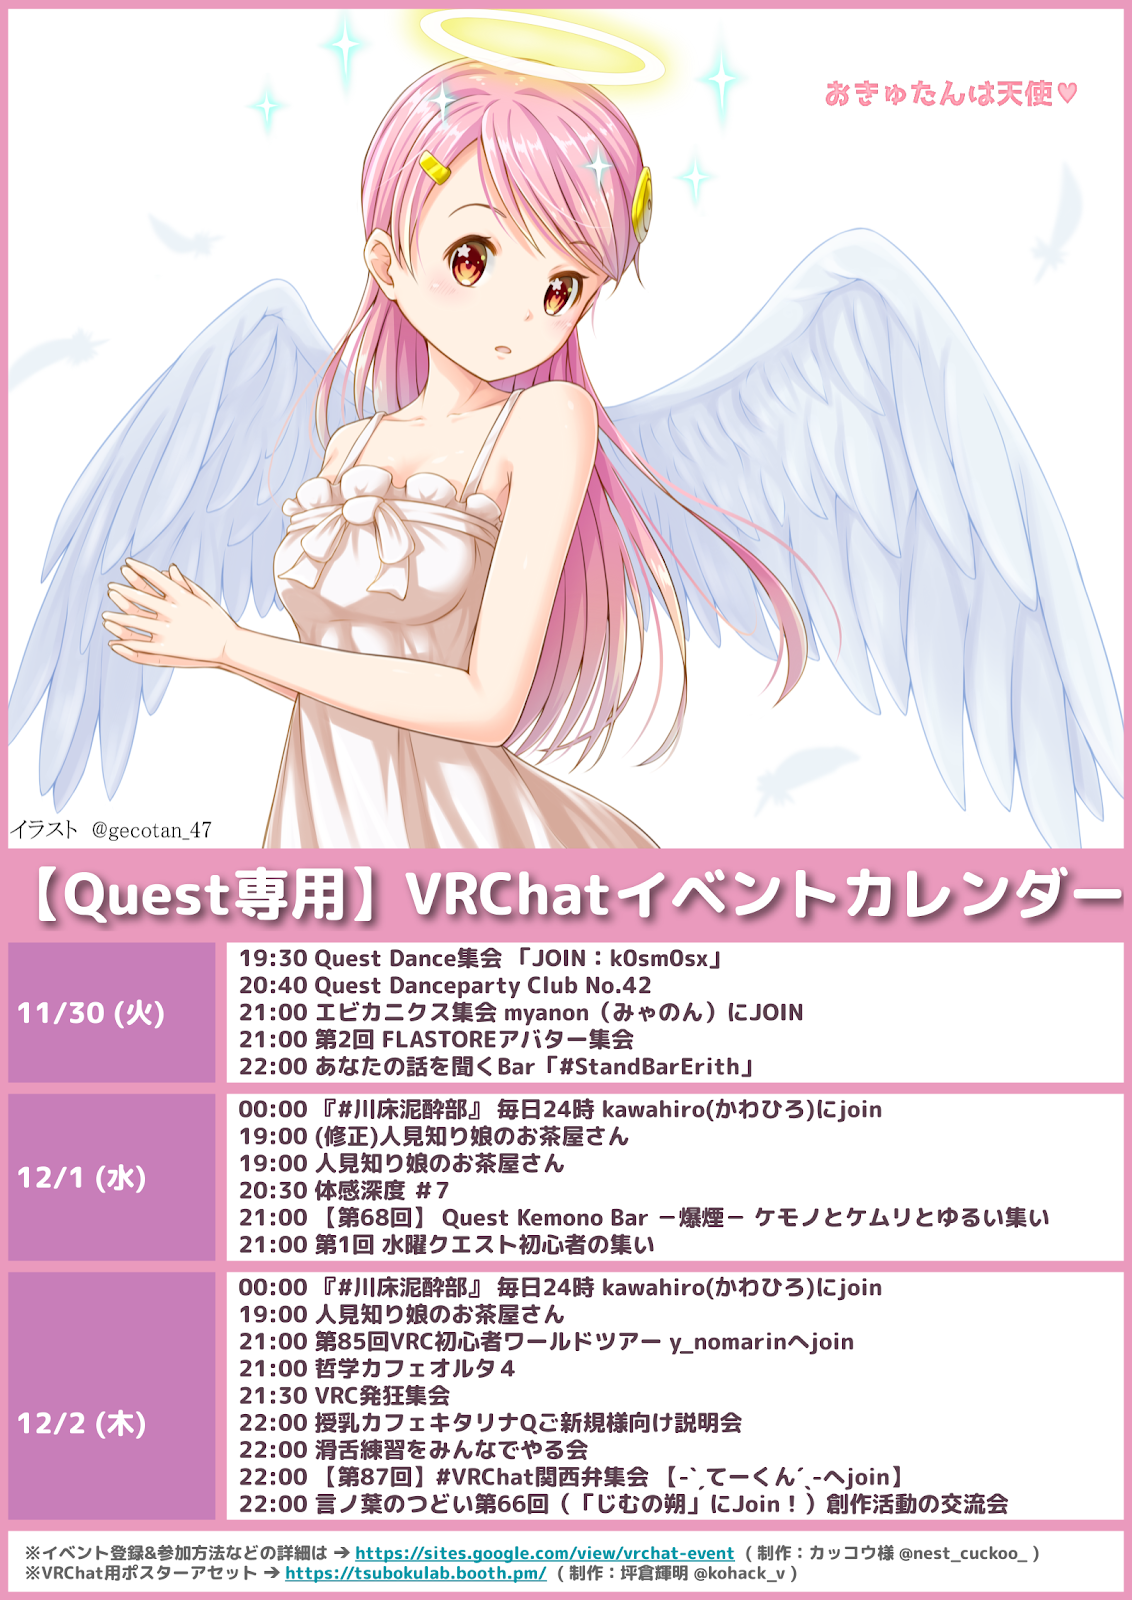 おきゅたんは天使♥
イラスト @gecotan_47
【Quest専用】VRChatイベントカレンダー
11/30 (火)
19:30 Quest Dance集会 「JOIN：k0sm0sx」
20:40 Quest Danceparty Club No.42
21:00 エビカニクス集会 myanon（みゃのん）にJOIN
21:00 第2回 FLASTOREアバター集会
22:00 あなたの話を聞くBar「#StandBarErith」
12/1 (水)
00:00 『#川床泥酔部』 毎日24時 kawahiro(かわひろ)にjoin
19:00 (修正)人見知り娘のお茶屋さん
19:00 人見知り娘のお茶屋さん
20:30 体感深度 ＃7
21:00 【第68回】 Quest Kemono Bar －爆煙－ ケモノとケムリとゆるい集い
21:00 第1回 水曜クエスト初心者の集い
12/2 (木)
00:00 『#川床泥酔部』 毎日24時 kawahiro(かわひろ)にjoin
19:00 人見知り娘のお茶屋さん
21:00 第85回VRC初心者ワールドツアー y_nomarinへjoin
21:00 哲学カフェオルタ４
21:30 VRC発狂集会
22:00 授乳カフェキタリナQご新規様向け説明会
22:00 滑舌練習をみんなでやる会
22:00 【第87回】#VRChat関西弁集会 【-`ˏてーくん´ˎ-へjoin】
22:00 言ノ葉のつどい第66回（「じむの朔」にJoin！）創作活動の交流会
※イベント登録&参加方法などの詳細は → https://sites.google.com/view/vrchat-event （ 制作：カッコウ様 @nest_cuckoo_ ）
※VRChat用ポスターアセット → https://tsubokulab.booth.pm/ （ 制作：坪倉輝明 @kohack_v ）